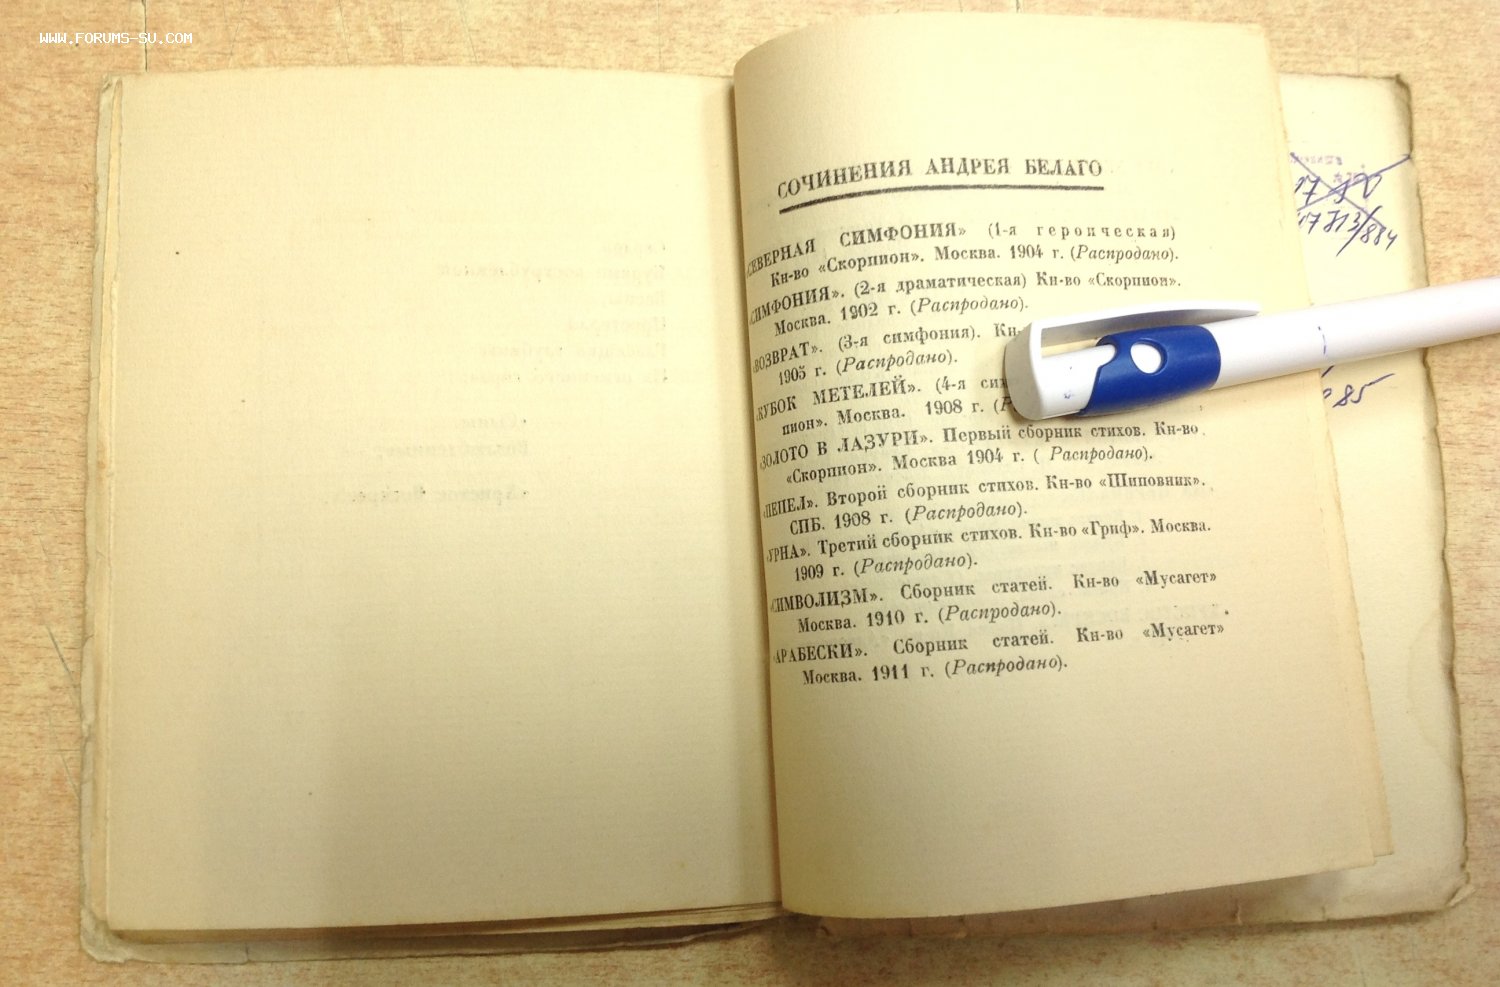 WWW.FORUMS-SU.COM
СОЧИНЕНИЯ АНДРЕЯ БЕЛАГО
«СЕВЕРНАЯ СИМФОНИЯ» (1-я героическая)
Кн-во «Скорпион». Москва. 1904 г. (Распродано).
«СИМФОНИЯ». (2-я драматическая) Кн-во «Скорпион».
Москва. 1902 г. (Распродано).
«ВОЗВРАТ». (3-я симфония). Кн-
1905 г. (Распродано).
«КУБОК МЕТЕЛЕЙ». (4-я
пион». Москва. 1908 г.
«ЗОЛОТО В ЛАЗУРИ». Первый сборник стихов. Кн-во
«Скорпион». Москва 1904 г. ( Распродано).
«ПЕПЕЛ». Второй сборник стихов. Кн-во «Шиповник».
СПБ. 1908 г. (Распродано).
«УРНА». Третий сборник стихов. Кн-во «Гриф». Москва.
1909 г. (Распродано).
«СИМВОЛИЗМ». Сборник статей. Кн-во «Мусагет»
Москва. 1910 г. (Распродано).
«АРАБЕСКИ». Сборник статей. Кн-во «Мусагет»
Москва. 1911 г. (Распродано).
85